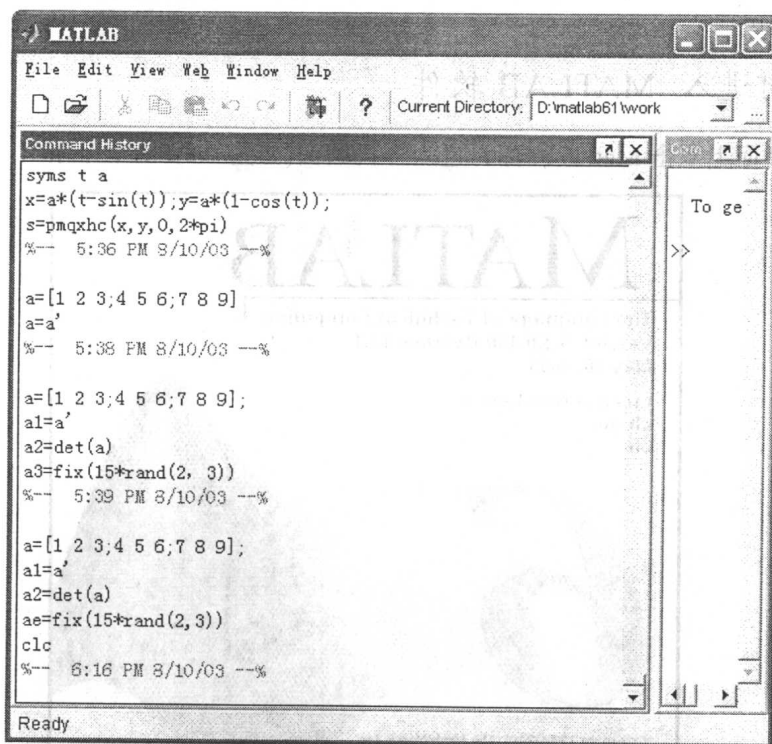 MATLAB
File Edit View Web Window Help
? Current Directory: D:\matlab61\work ...
Command History
syms t a
x=a*(t-sin(t));y=a*(1-cos(t));
s=pmqxhc(x,y,0,2*pi)
%-- 5:36 PM 8/10/03 --%
a=[1 2 3;4 5 6;7 8 9]
a=a'
%-- 5:38 PM 8/10/03 --%
a=[1 2 3;4 5 6;7 8 9];
a1=a'
a2=det(a)
a3=fix(15*rand(2, 3))
%-- 5:39 PM 8/10/03 --%
a=[1 2 3;4 5 6;7 8 9];
a1=a'
a2=det(a)
ae=fix(15*rand(2,3))
clc
%-- 6:16 PM 8/10/03 --%
Com
To ge
>>
Ready